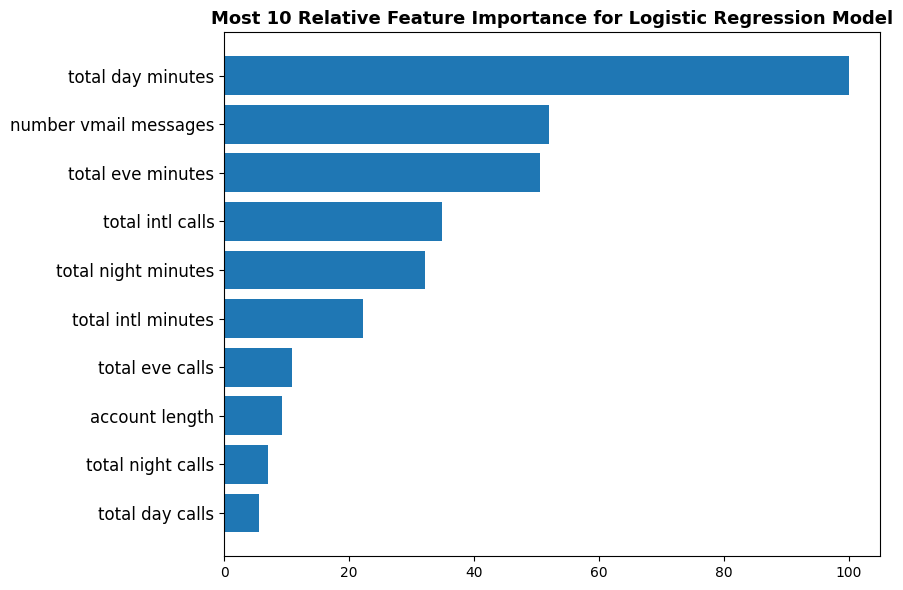 Most 10 Relative Feature Importance for Logistic Regression Model
total day minutes
number vmail messages
total eve minutes
total intl calls
total night minutes
total intl minutes
total eve calls
account length
total night calls
total day calls
0 20 40 60 80 100